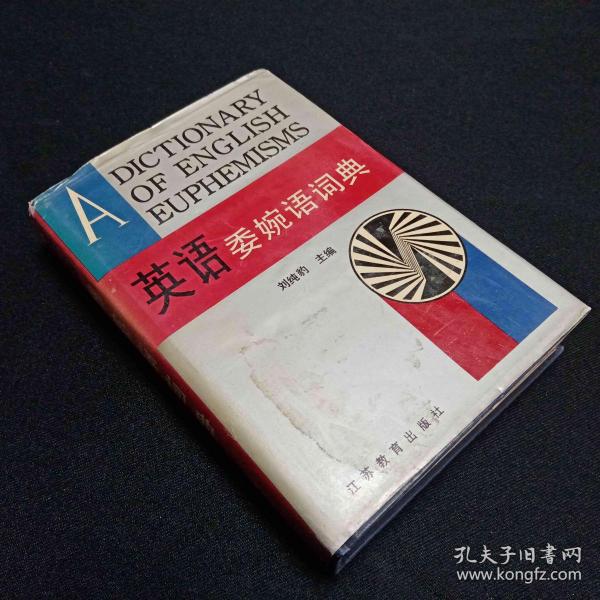 A DICTIONARY
OF ENGLISH
EUPHEMISMS
英语委婉语词典
刘纯豹 主编
江苏教育出版社
孔夫子旧书网
www.kongfz.com